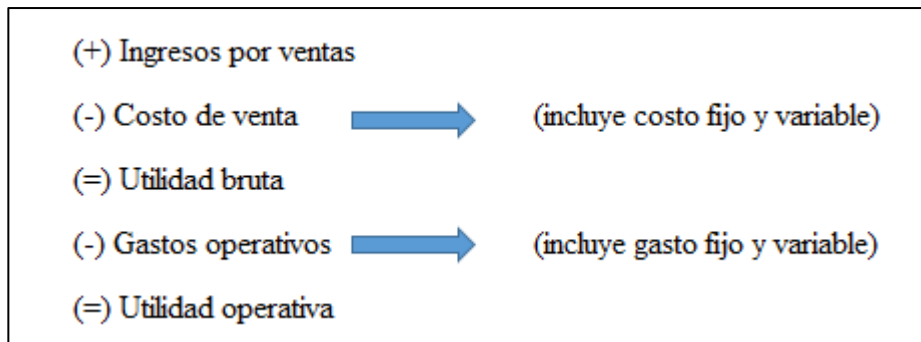 (+) Ingresos por ventas
(-) Costo de venta (incluye costo fijo y variable)
(=) Utilidad bruta
(-) Gastos operativos (incluye gasto fijo y variable)
(=) Utilidad operativa